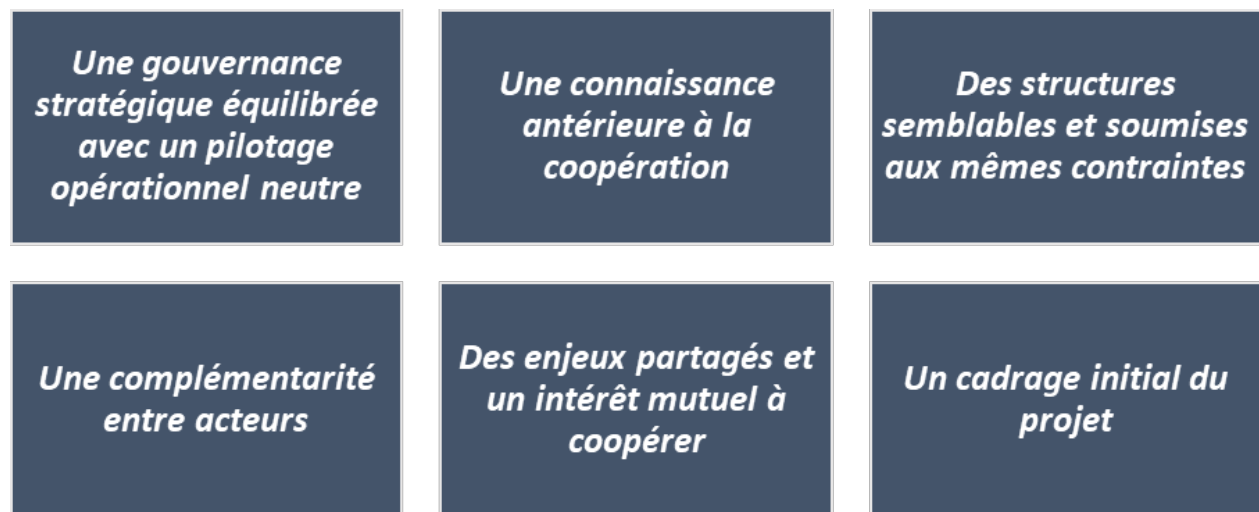 Une gouvernance
stratégique équilibrée
avec un pilotage
opérationnel neutre
Une connaissance
antérieure à la
coopération
Des structures
semblables et soumises
aux mêmes contraintes
Une complémentarité
entre acteurs
Des enjeux partagés et
un intérêt mutuel à
coopérer
Un cadrage initial du
projet